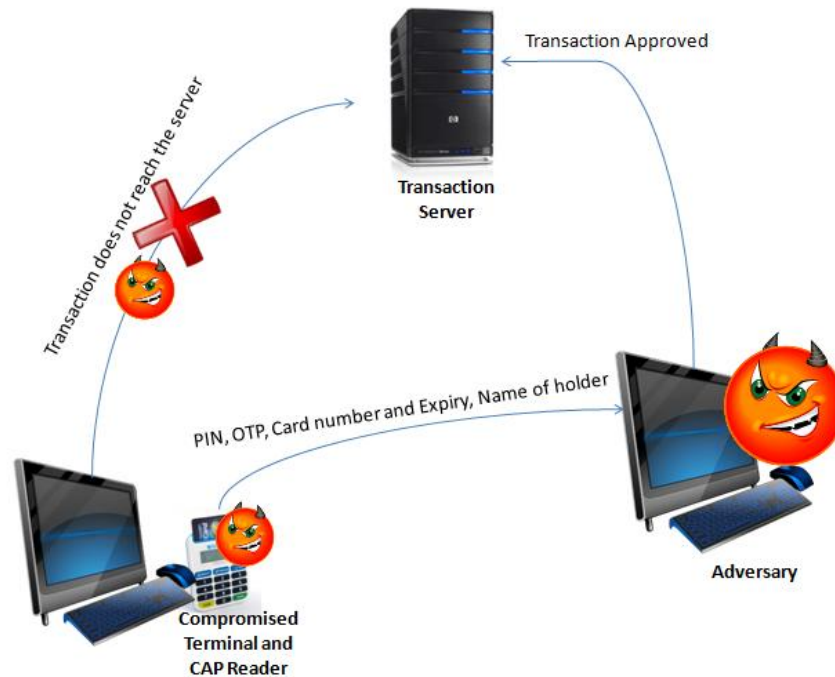 Transaction Approved
Transaction does not reach the server
hp
Transaction
Server
PIN, OTP, Card number and Expiry, Name of holder
Adversary
Compromised
Terminal and
CAP Reader